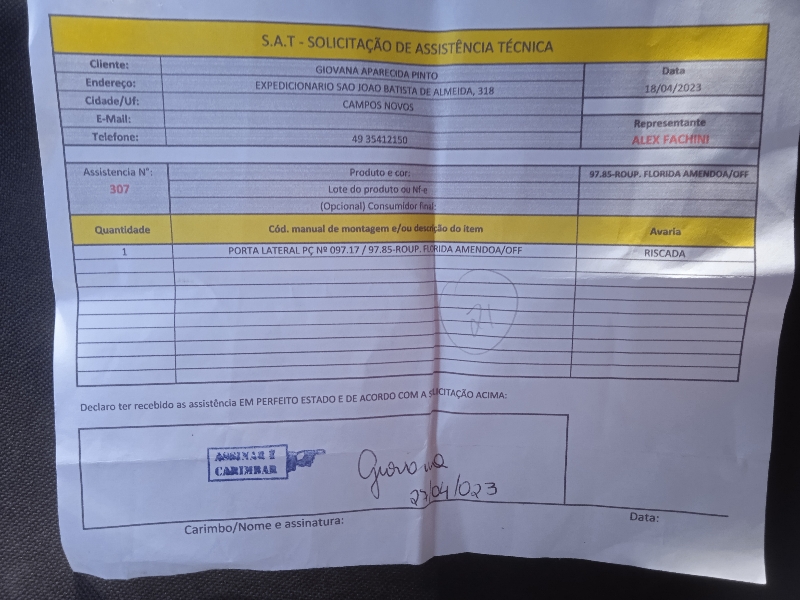 S.A.T - SOLICITAÇÃO DE ASSISTÊNCIA TÉCNICA
Cliente: GIOVANA APARECIDA PINTO Data
Endereço: EXPEDICIONARIO SAO JOAO BATISTA DE ALMEIDA, 318 18/04/2023
Cidade/Uf: CAMPOS NOVOS
E-Mail: Representante
Telefone: 49 35412150 ALEX FACHINI
Assistencia N°: Produto e cor: 97.85-ROUP. FLORIDA AMENDOA/OFF
307 Lote do produto ou Nf-e
(Opcional) Consumidor final:
Quantidade Cód. manual de montagem e/ou descrição do item Avaria
1 PORTA LATERAL PÇ Nº 097.17 / 97.85-ROUP. FLORIDA AMENDOA/OFF RISCADA
21
Declaro ter recebido as assistência EM PERFEITO ESTADO E DE ACORDO COM A SOLICITAÇÃO ACIMA:
ASSINAR E
CARIMBAR
Giovana
27/04/023
Carimbo/Nome e assinatura: Data: